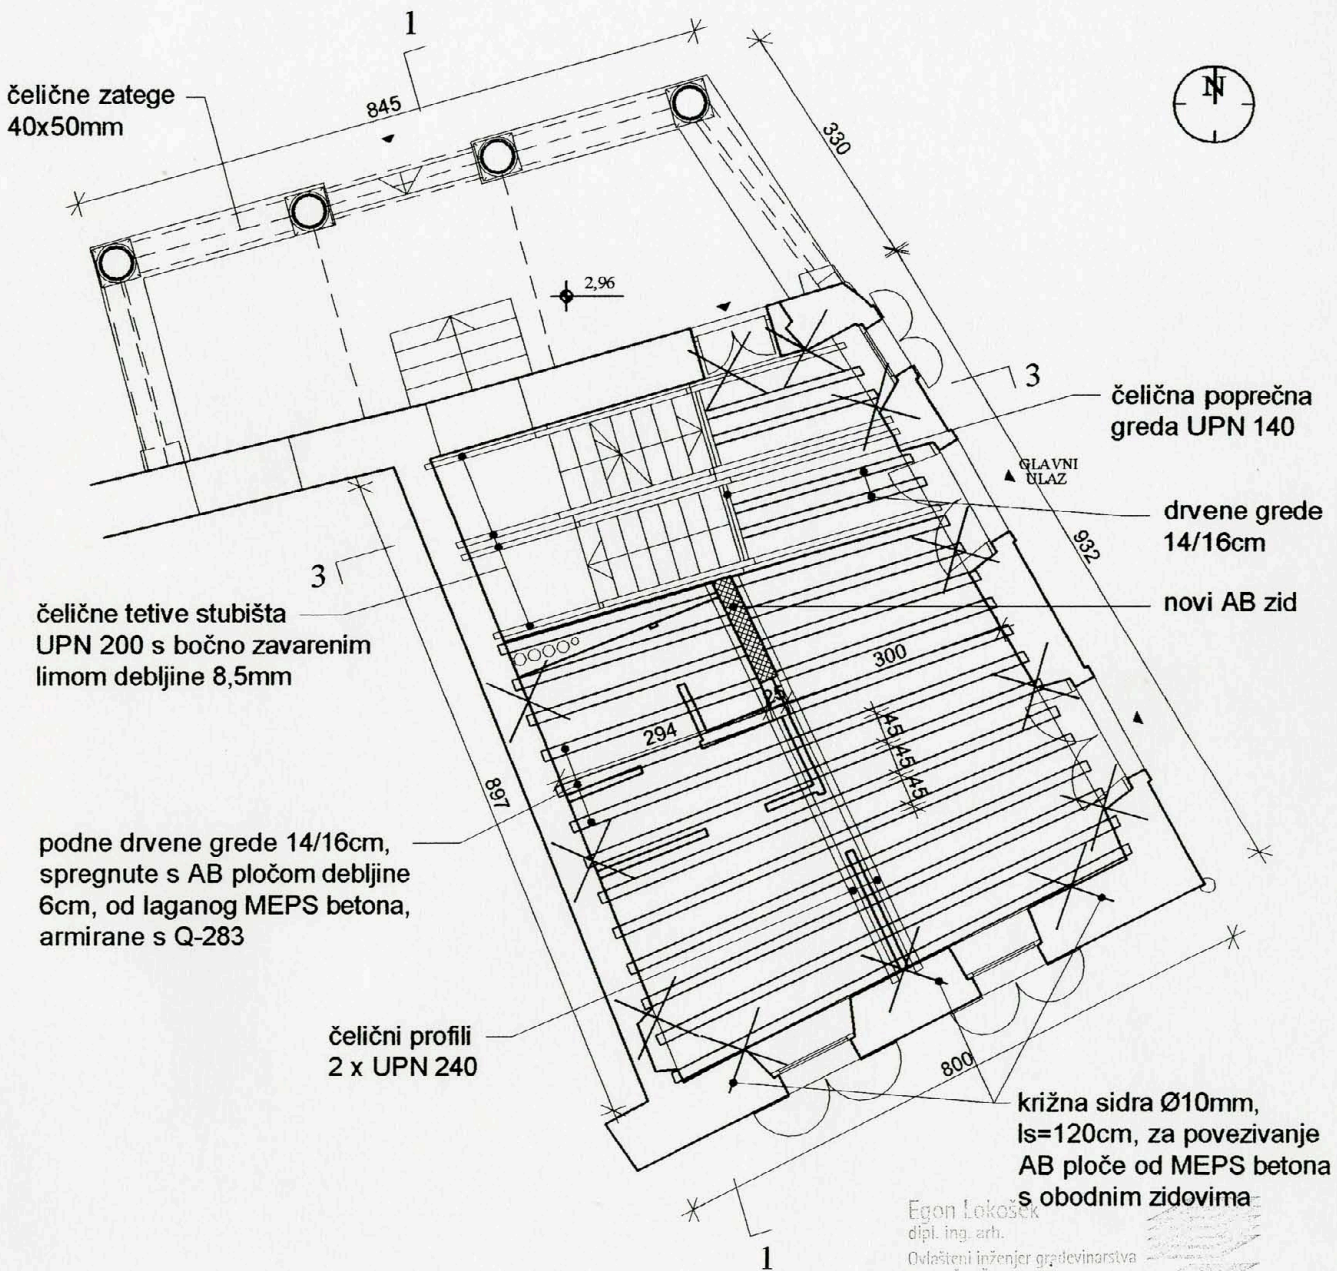 1
čelične zatege
40x50mm
845
N
330
2,96
3
čelična poprečna
greda UPN 140
GLAVNI
ULAZ
drvene grede
14/16cm
932
3
novi AB zid
čelične tetive stubišta
UPN 200 s bočno zavarenim
limom debljine 8,5mm
300
25
294
45
45
45
897
podne drvene grede 14/16cm,
spregnute s AB pločom debljine
6cm, od laganog MEPS betona,
armirane s Q-283
čelični profili
2 x UPN 240
800
križna sidra Ø10mm,
ls=120cm, za povezivanje
AB ploče od MEPS betona
s obodnim zidovima
Egon Lokošek
dipl. ing. arh.
Ovlašteni inženjer građevinarstva
1